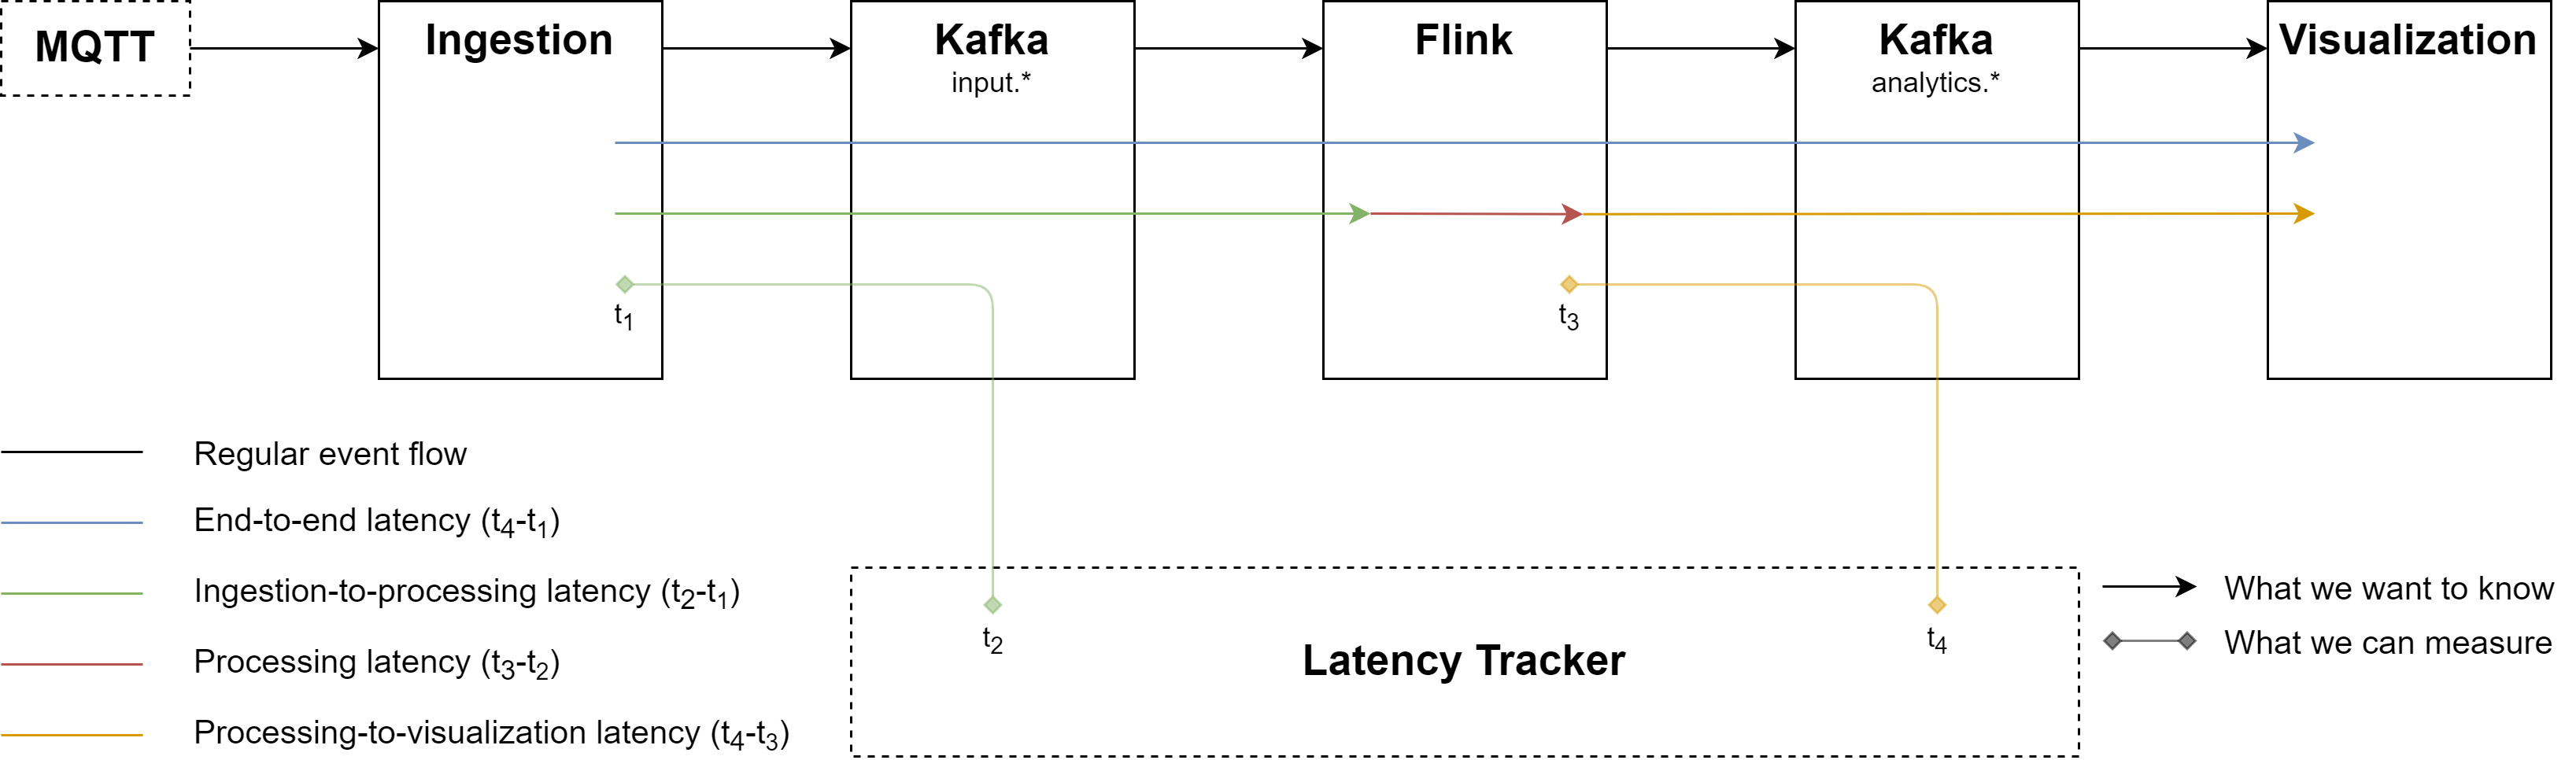 MQTT
Ingestion
Kafka
input.*
Flink
Kafka
analytics.*
Visualization
t1
t3
Regular event flow
End-to-end latency (t4-t1)
Ingestion-to-processing latency (t2-t1)
Processing latency (t3-t2)
Processing-to-visualization latency (t4-t3)
t2
Latency Tracker
t4
What we want to know
What we can measure